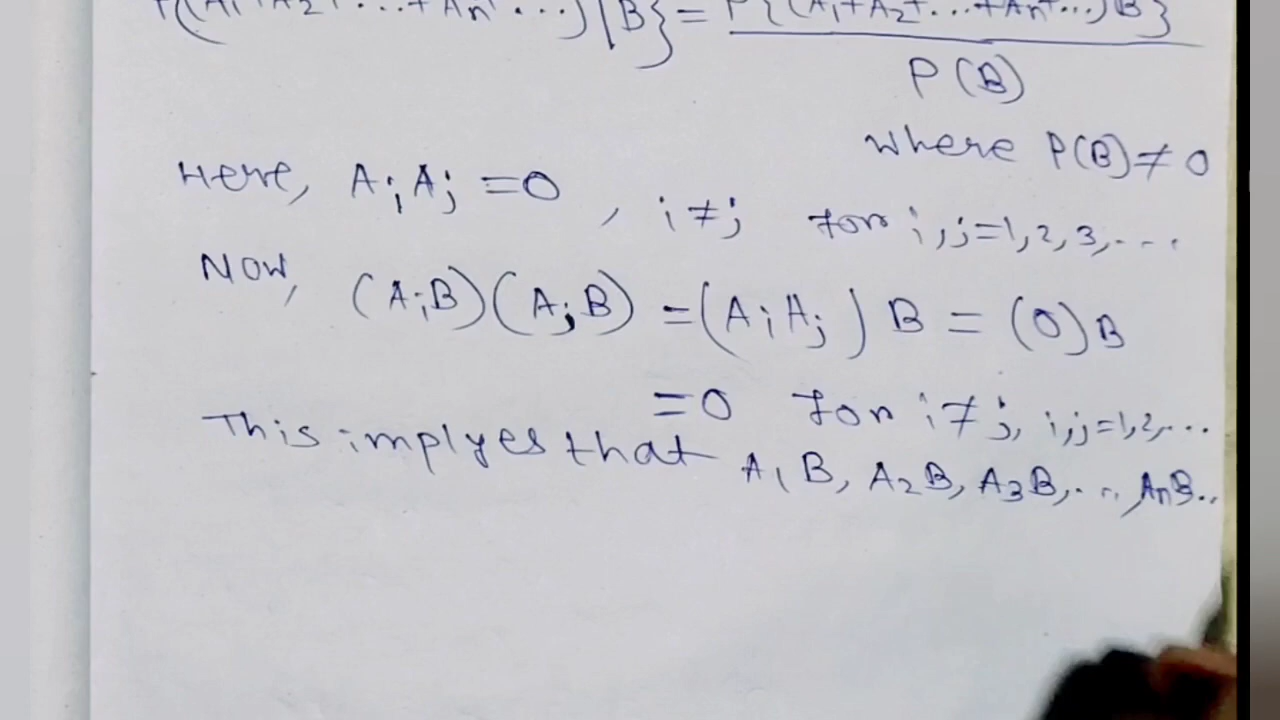 P{(A1+A2+...+An+...)|B} = P{(A1+A2+...+An+...)B}
P(B)
where P(B)≠0
Here, AiAj =0 , i≠j for i,j=1,2,3,...
Now, (AiB)(AjB) =(AiAj)B = (0)B
=0 for i≠j, i,j=1,2,...
This implyes that A1B, A2B, A3B,..., AnB..